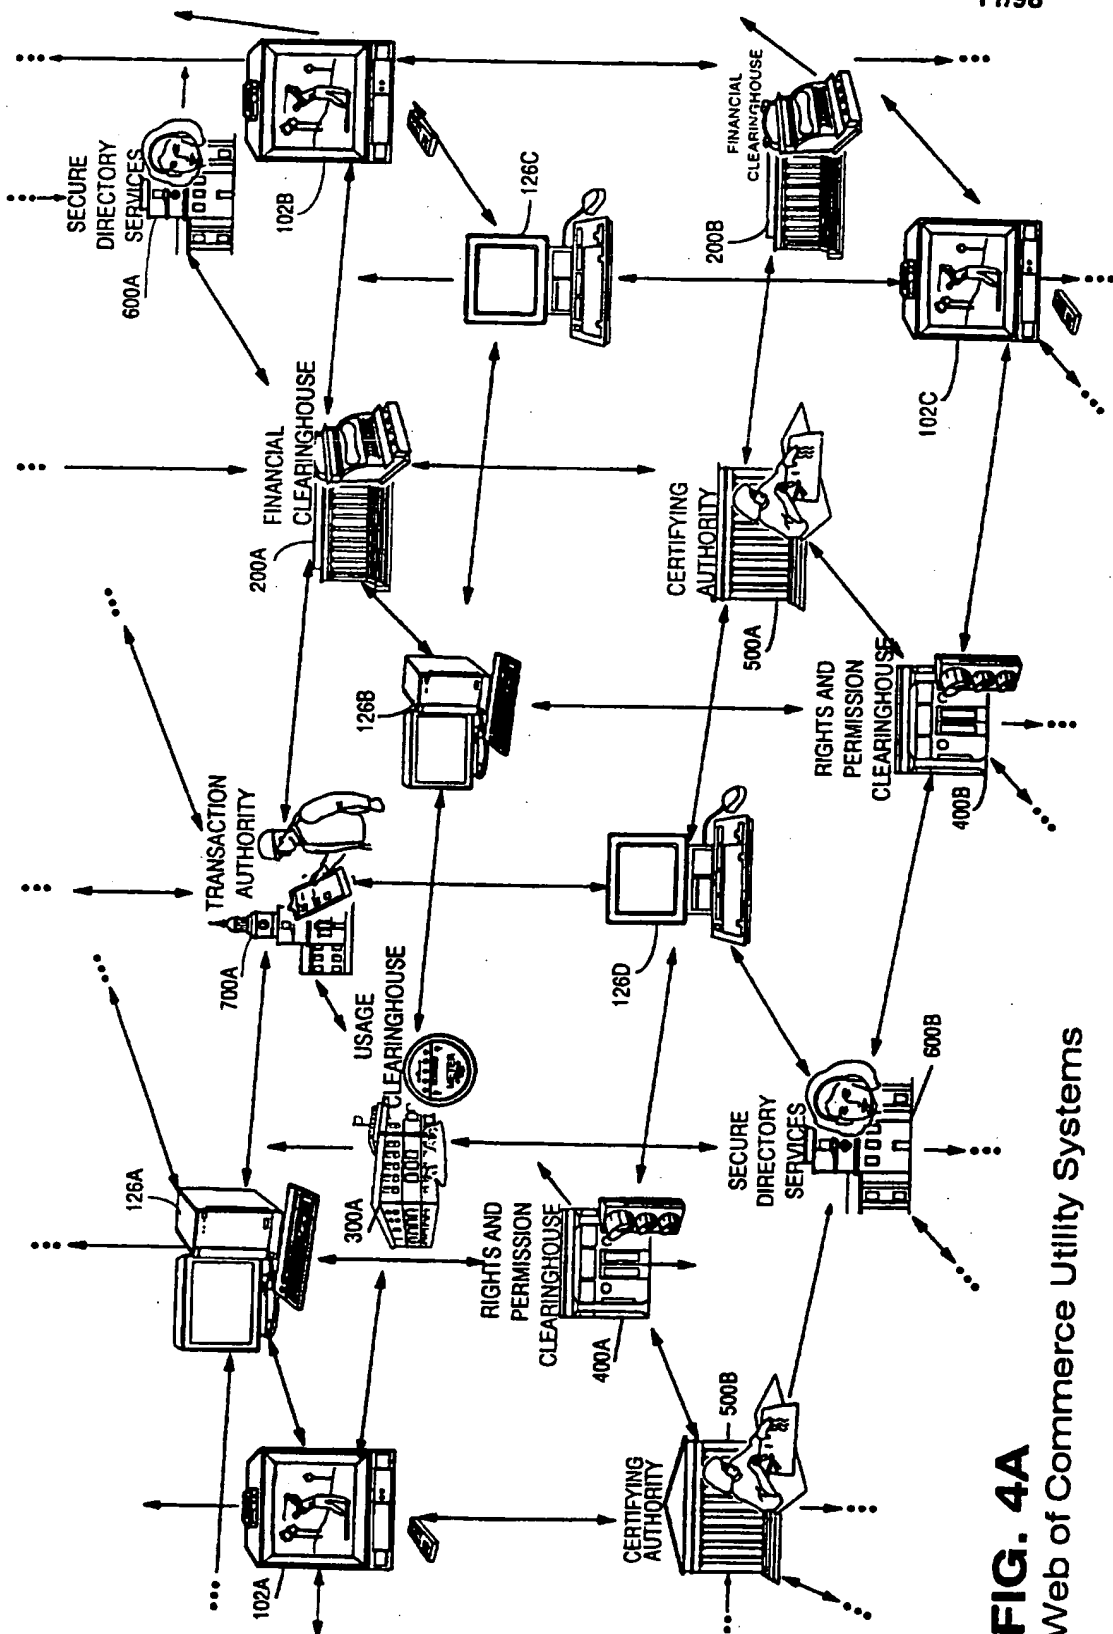 SECURE
DIRECTORY
SERVICES
600A
102B
126C
FINANCIAL
CLEARINGHOUSE
200B
102C
FINANCIAL
CLEARINGHOUSE
200A
CERTIFYING
AUTHORITY
500A
126B
RIGHTS AND
PERMISSION
CLEARINGHOUSE
400B
TRANSACTION
AUTHORITY
700A
126D
USAGE
CLEARINGHOUSE
METER
300A
126A
SECURE
DIRECTORY
SERVICES
600B
RIGHTS AND
PERMISSION
CLEARINGHOUSE
400A
CERTIFYING
AUTHORITY
500B
102A
FIG. 4A
Web of Commerce Utility Systems